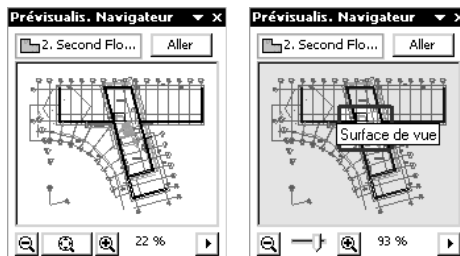 Prévisualis. Navigateur
2. Second Flo...
Aller
22 %
Prévisualis. Navigateur
2. Second Flo...
Aller
Surface de vue
93 %